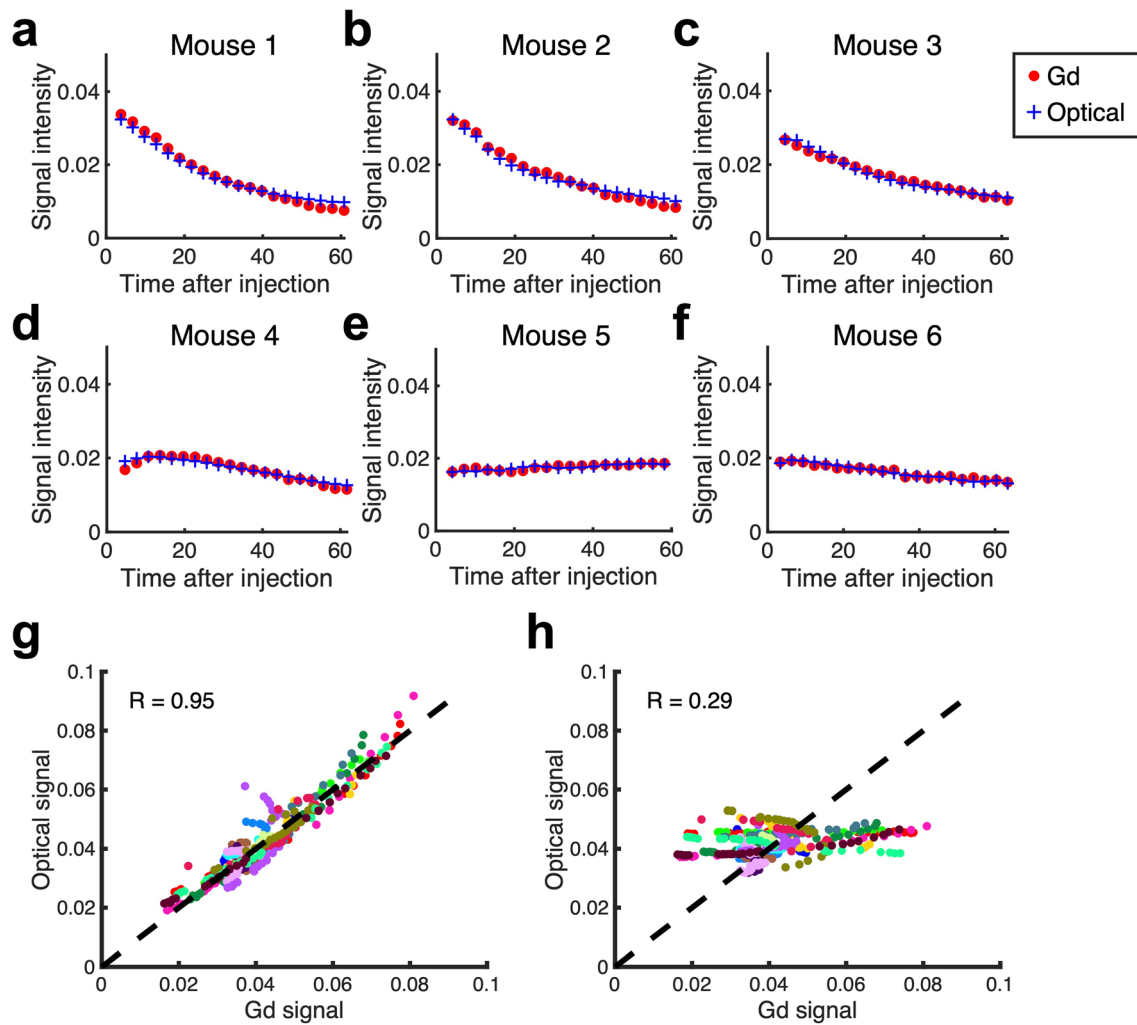 a
Mouse 1
b
Mouse 2
c
Mouse 3
Gd
Optical
Signal intensity
0.04
0.02
0
0 20 40 60
Time after injection
Signal intensity
0.04
0.02
0
0 20 40 60
Time after injection
Signal intensity
0.04
0.02
0
0 20 40 60
Time after injection
d
Mouse 4
e
Mouse 5
f
Mouse 6
Signal intensity
0.04
0.02
0
0 20 40 60
Time after injection
Signal intensity
0.04
0.02
0
0 20 40 60
Time after injection
Signal intensity
0.04
0.02
0
0 20 40 60
Time after injection
g
R = 0.95
Optical signal
0.1
0.08
0.06
0.04
0.02
0
0 0.02 0.04 0.06 0.08 0.1
Gd signal
h
R = 0.29
Optical signal
0.1
0.08
0.06
0.04
0.02
0
0 0.02 0.04 0.06 0.08 0.1
Gd signal